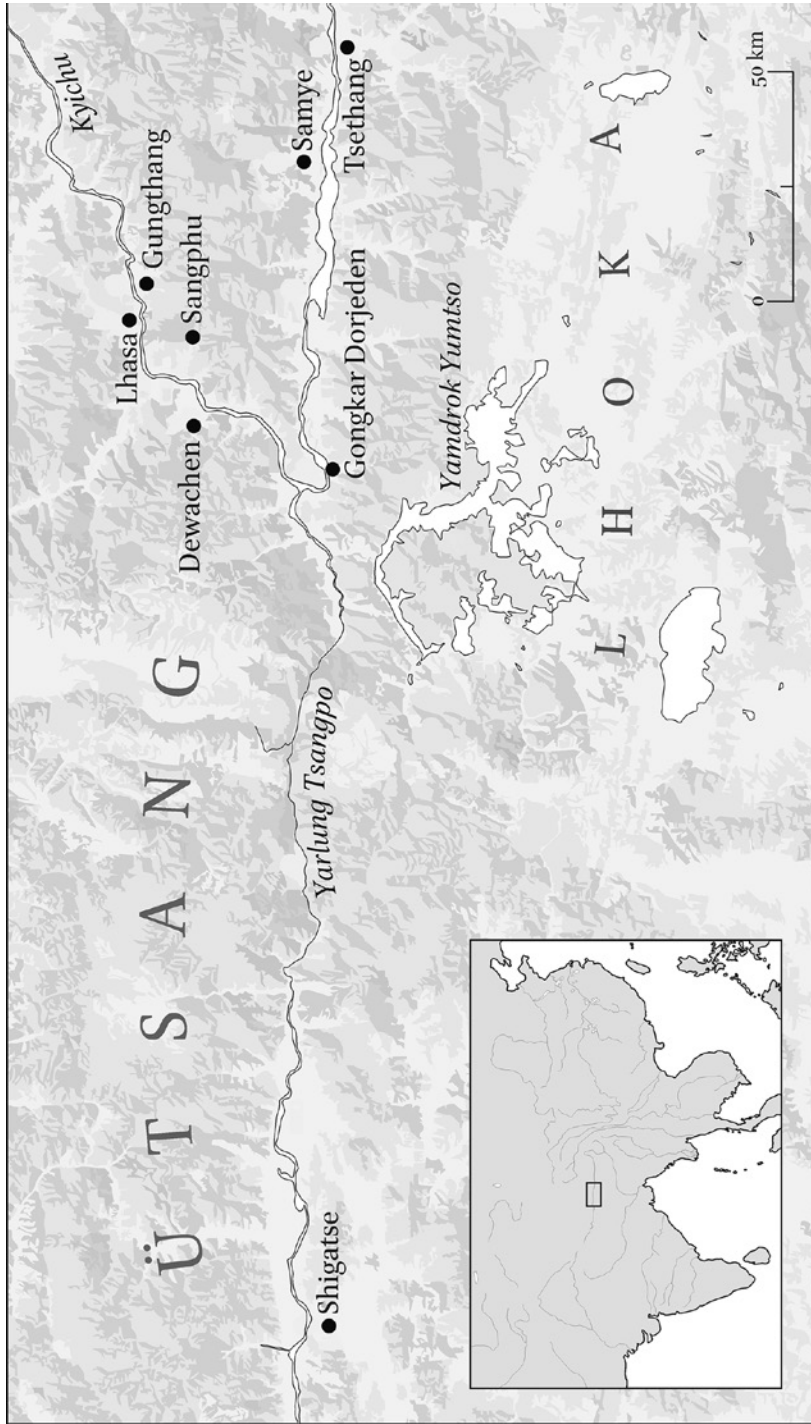 Kyichu
Lhasa
Gungthang
Dewachen
Sangphu
Samye
Tsethang
Gongkar Dorjeden
ÜTSANG
Yarlung Tsangpo
Shigatse
Yamdrok Yumtso
LHOKA
0
50 km